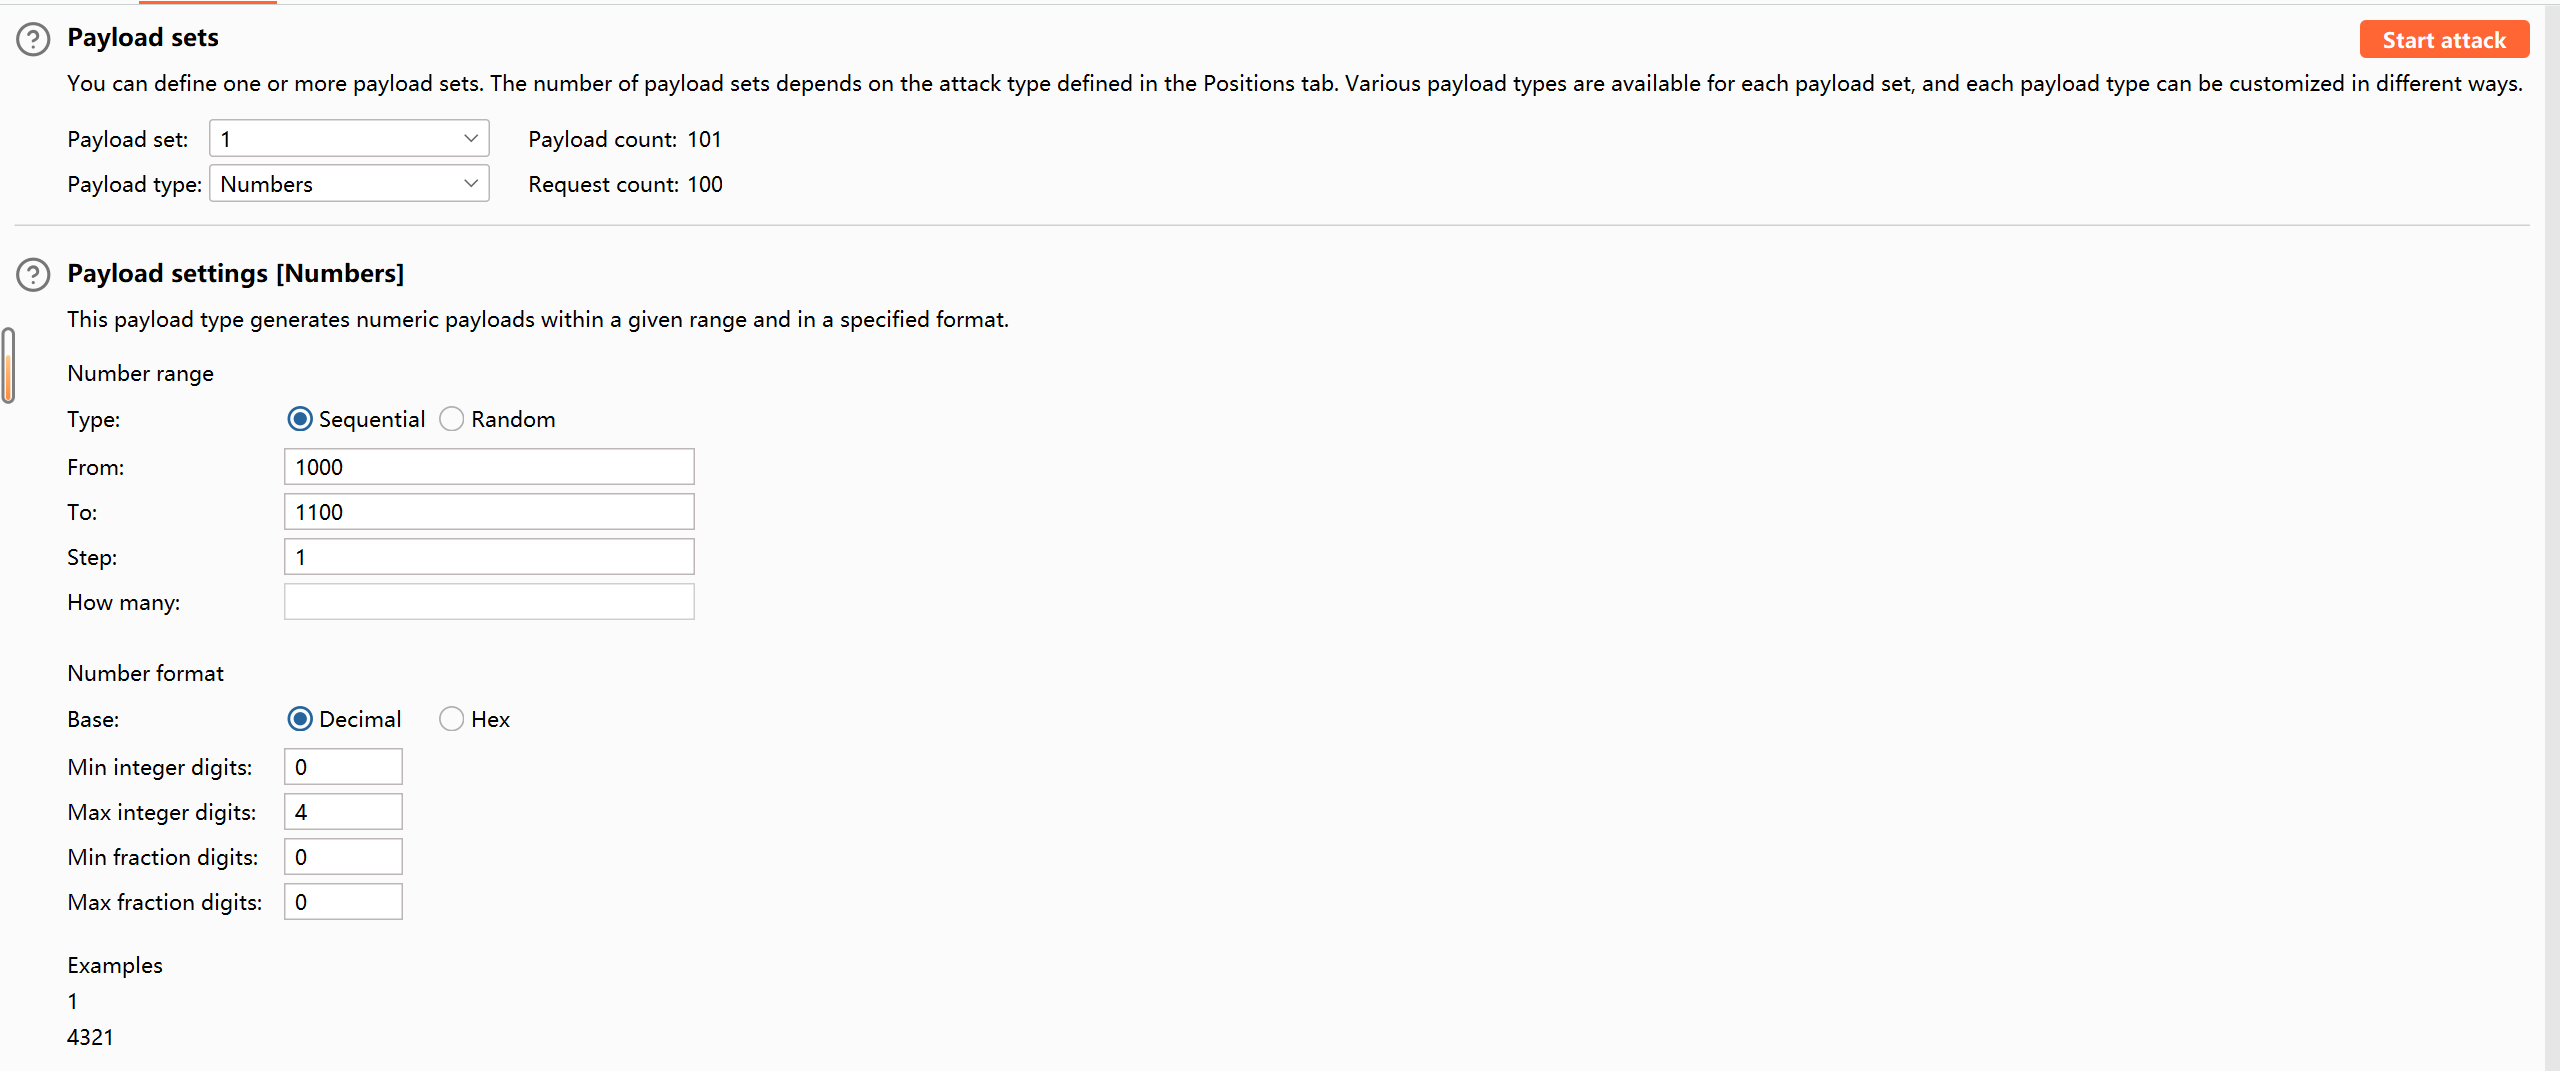 Payload sets
Start attack
You can define one or more payload sets. The number of payload sets depends on the attack type defined in the Positions tab. Various payload types are available for each payload set, and each payload type can be customized in different ways.
Payload set: 1 Payload count: 101
Payload type: Numbers Request count: 100
Payload settings [Numbers]
This payload type generates numeric payloads within a given range and in a specified format.
Number range
Type: Sequential Random
From: 1000
To: 1100
Step: 1
How many:
Number format
Base: Decimal Hex
Min integer digits: 0
Max integer digits: 4
Min fraction digits: 0
Max fraction digits: 0
Examples
1
4321